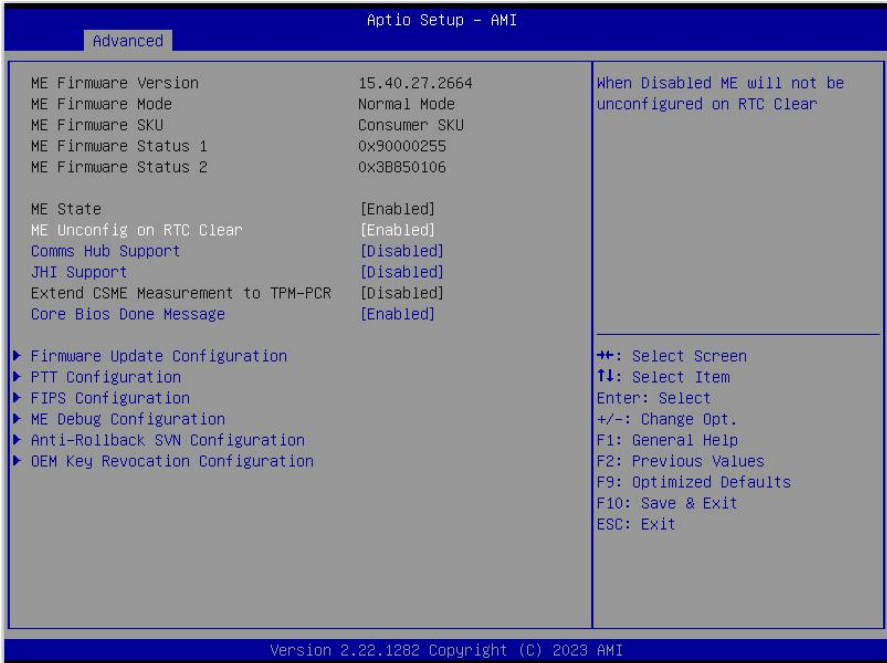 Aptio Setup - AMI
Advanced
ME Firmware Version 15.40.27.2664
ME Firmware Mode Normal Mode
ME Firmware SKU Consumer SKU
ME Firmware Status 1 0x90000255
ME Firmware Status 2 0x3B850106
ME State [Enabled]
ME Unconfig on RTC Clear [Enabled]
Comms Hub Support [Disabled]
JHI Support [Disabled]
Extend CSME Measurement to TPM-PCR [Disabled]
Core Bios Done Message [Enabled]
Firmware Update Configuration
PTT Configuration
FIPS Configuration
ME Debug Configuration
Anti-Rollback SVN Configuration
OEM Key Revocation Configuration
When Disabled ME will not be
unconfigured on RTC Clear
→←: Select Screen
↑↓: Select Item
Enter: Select
+/-: Change Opt.
F1: General Help
F2: Previous Values
F9: Optimized Defaults
F10: Save & Exit
ESC: Exit
Version 2.22.1282 Copyright (C) 2023 AMI